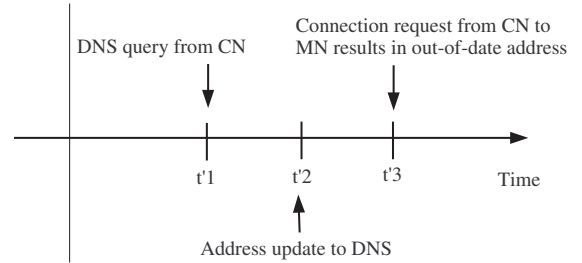 Connection request from CN to
MN results in out-of-date address
DNS query from CN
t'1
t'2
t'3
Time
Address update to DNS